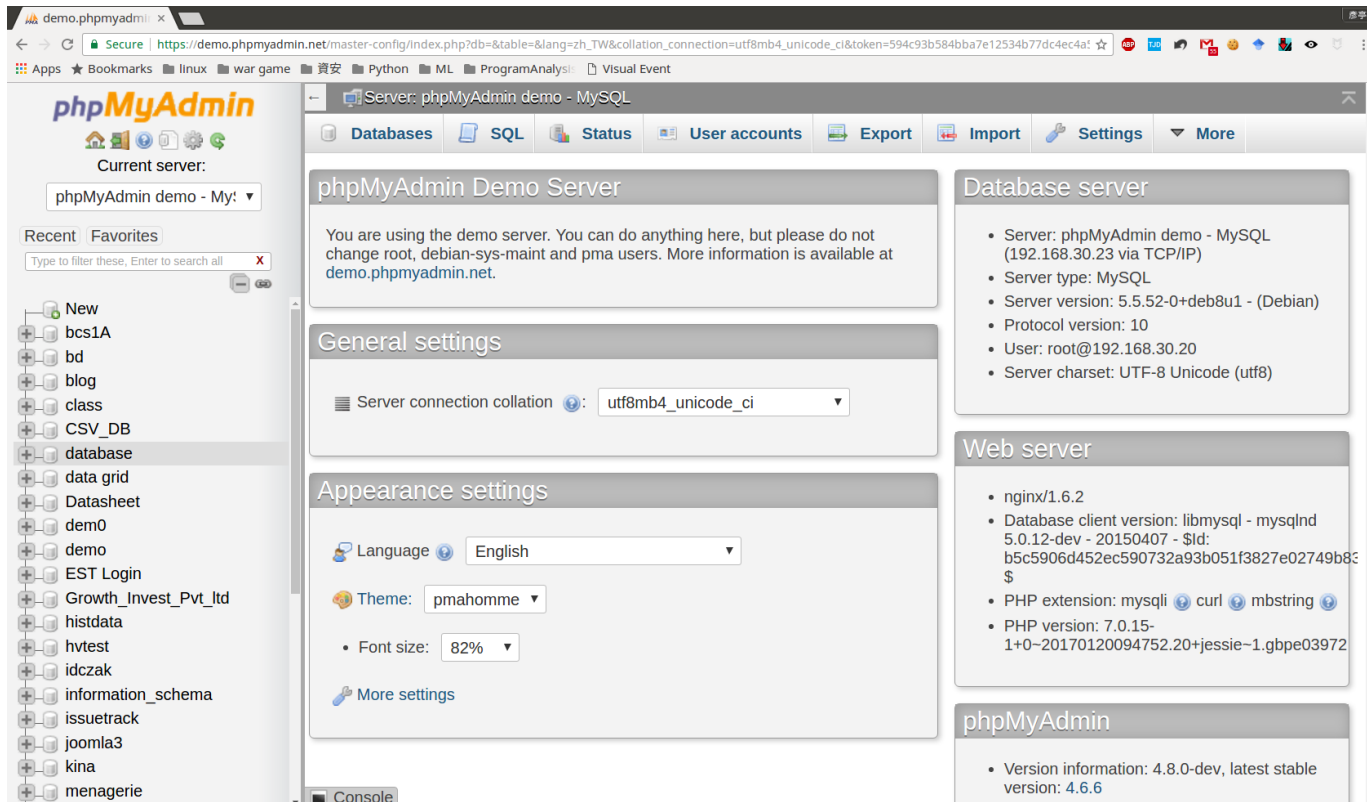 demo.phpmyadmi
Secure | https://demo.phpmyadmin.net/master-config/index.php?db=&table=&lang=zh_TW&collation_connection=utf8mb4_unicode_ci&token=594c93b584bba7e12534b77dc4ec4a
Apps Bookmarks linux war game 資安 Python ML ProgramAnalysis Visual Event
phpMyAdmin
Current server:
phpMyAdmin demo - MyS
Recent Favorites
Type to filter these, Enter to search all X
New
bcs1A
bd
blog
class
CSV_DB
database
data grid
Datasheet
dem0
demo
EST Login
Growth_Invest_Pvt_ltd
histdata
hvtest
idczak
information_schema
issuetrack
joomla3
kina
menagerie
Server: phpMyAdmin demo - MySQL
Databases SQL Status User accounts Export Import Settings More
phpMyAdmin Demo Server
You are using the demo server. You can do anything here, but please do not
change root, debian-sys-maint and pma users. More information is available at
demo.phpmyadmin.net.
General settings
Server connection collation : utf8mb4_unicode_ci
Appearance settings
Language English
Theme: pmahomme
• Font size: 82%
More settings
Console
Database server
• Server: phpMyAdmin demo - MySQL
(192.168.30.23 via TCP/IP)
• Server type: MySQL
• Server version: 5.5.52-0+deb8u1 - (Debian)
• Protocol version: 10
• User: root@192.168.30.20
• Server charset: UTF-8 Unicode (utf8)
Web server
• nginx/1.6.2
• Database client version: libmysql - mysqlnd
5.0.12-dev - 20150407 - $Id:
b5c5906d452ec590732a93b051f3827e02749b83
$
• PHP extension: mysqli curl mbstring
• PHP version: 7.0.15-
1+0~20170120094752.20+jessie~1.gbpe03972
phpMyAdmin
• Version information: 4.8.0-dev, latest stable
version: 4.6.6